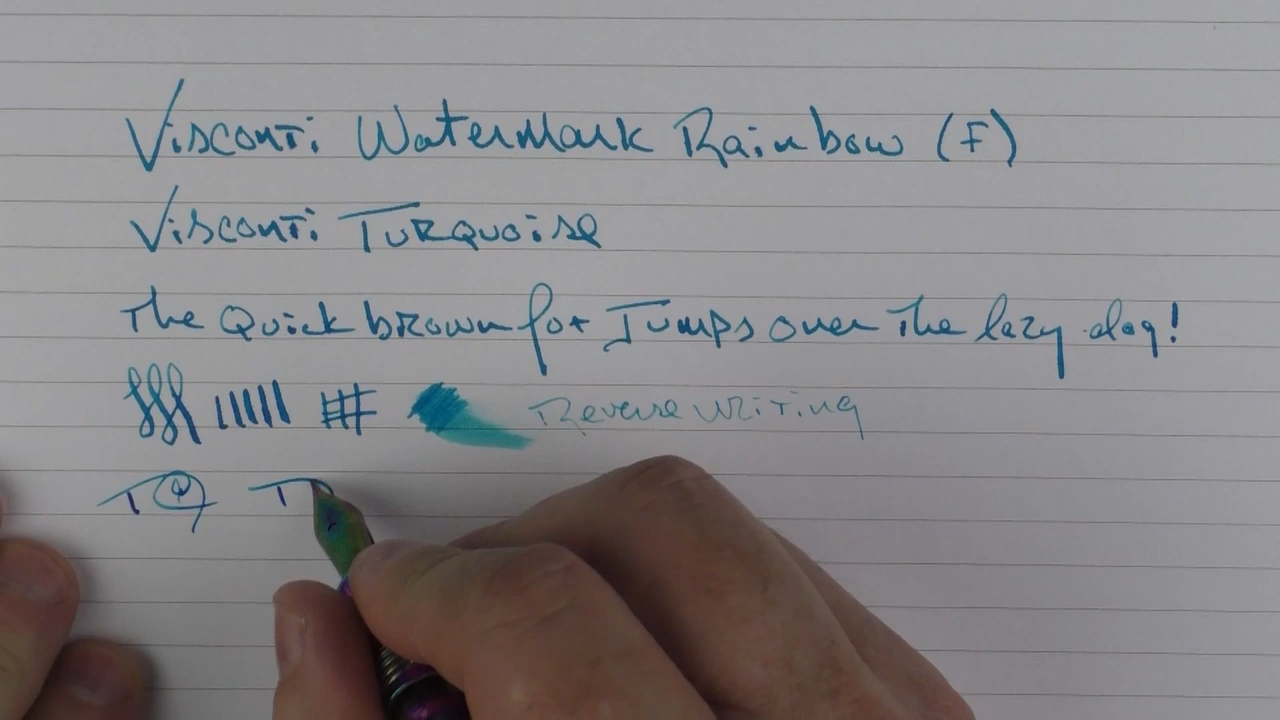 Visconti Watermark Rainbow (F)
Visconti Turquoise
The Quick brown fox Jumps over The lazy dog!
Reverse Writing